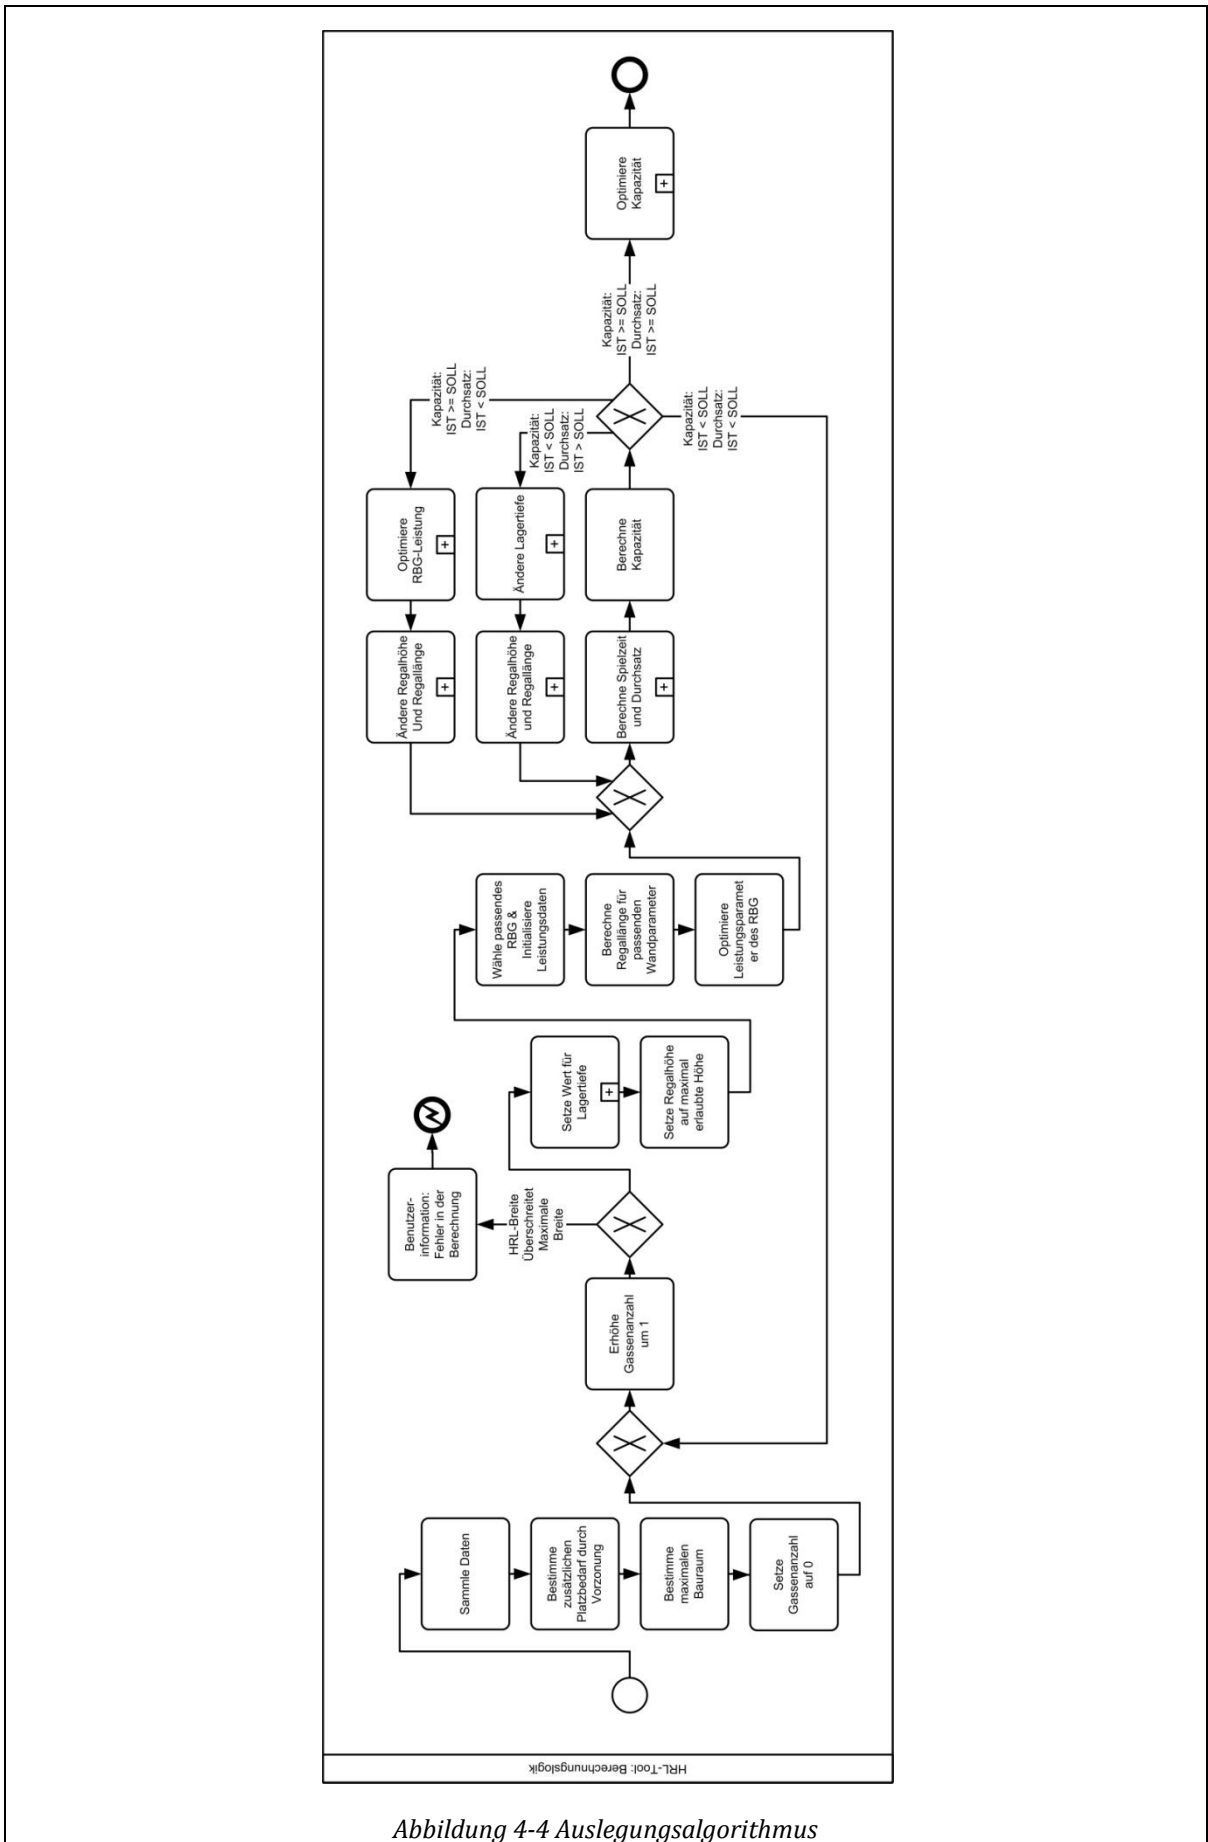 HRL-Tool: Berechnungslogik
Sammle Daten
Bestimme
zusätzlichen
Platzbedarf durch
Vorzonung
Bestimme
maximalen
Bauraum
Setze
Gassenanzahl
auf 0
Erhöhe
Gassenanzahl
um 1
HRL-Breite
Überschreitet
Maximale
Breite
Benutzer-
information:
Fehler in der
Berechnung
Setze Wert für
Lagertiefe
+
Setze Regalhöhe
auf maximal
erlaubte Höhe
Wähle passendes
RBG &
Initialisiere
Leistungsdaten
Berechne
Regallänge für
passenden
Wandparameter
Optimiere
Leistungsparamet
er des RBG
Ändere Regalhöhe
Und Regallänge
+
Ändere Regalhöhe
und Regallänge
+
Berechne Spielzeit
und Durchsatz
+
Optimiere
RBG-Leistung
+
Ändere Lagertiefe
+
Berechne
Kapazität
Kapazität:
IST >= SOLL
Durchsatz:
IST < SOLL
Kapazität:
IST < SOLL
Durchsatz:
IST > SOLL
Kapazität:
IST >= SOLL
Durchsatz:
IST >= SOLL
Kapazität:
IST < SOLL
Durchsatz:
IST < SOLL
Optimiere
Kapazität
+
Abbildung 4-4 Auslegungsalgorithmus